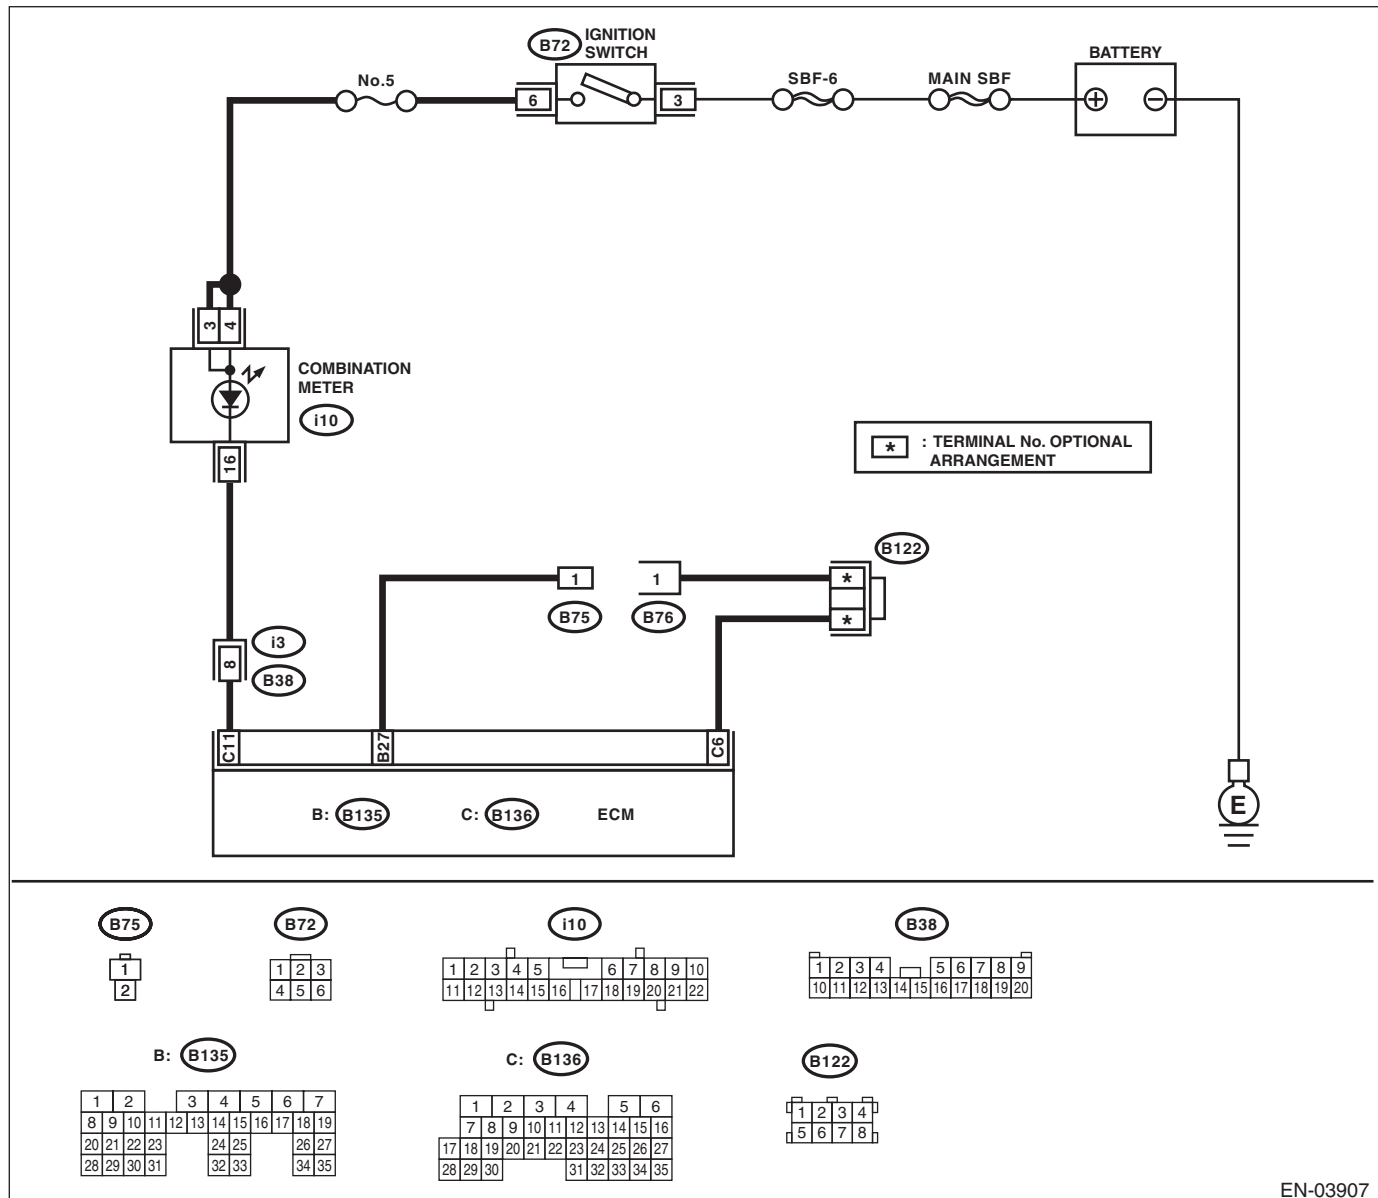 IGNITION
SWITCH
B72
BATTERY
No.5
6
3
SBF-6
MAIN SBF
+
−
3
4
COMBINATION
METER
i10
16
* : TERMINAL No. OPTIONAL
ARRANGEMENT
B122
1
1
*
B75
B76
*
i3
8
B38
C11
B27
C6
B: B135
C: B136
ECM
E
B75
B72
i10
B38
1
2
1 2 3
4 5 6
1 2 3 4 5 6 7 8 9 10
11 12 13 14 15 16 17 18 19 20 21 22
1 2 3 4 5 6 7 8 9
10 11 12 13 14 15 16 17 18 19 20
B: B135
C: B136
B122
1 2 3 4 5 6 7
8 9 10 11 12 13 14 15 16 17 18 19
20 21 22 23 24 25 26 27
28 29 30 31 32 33 34 35
1 2 3 4 5 6
7 8 9 10 11 12 13 14 15 16
17 18 19 20 21 22 23 24 25 26 27
28 29 30 31 32 33 34 35
1 2 3 4
5 6 7 8
EN-03907